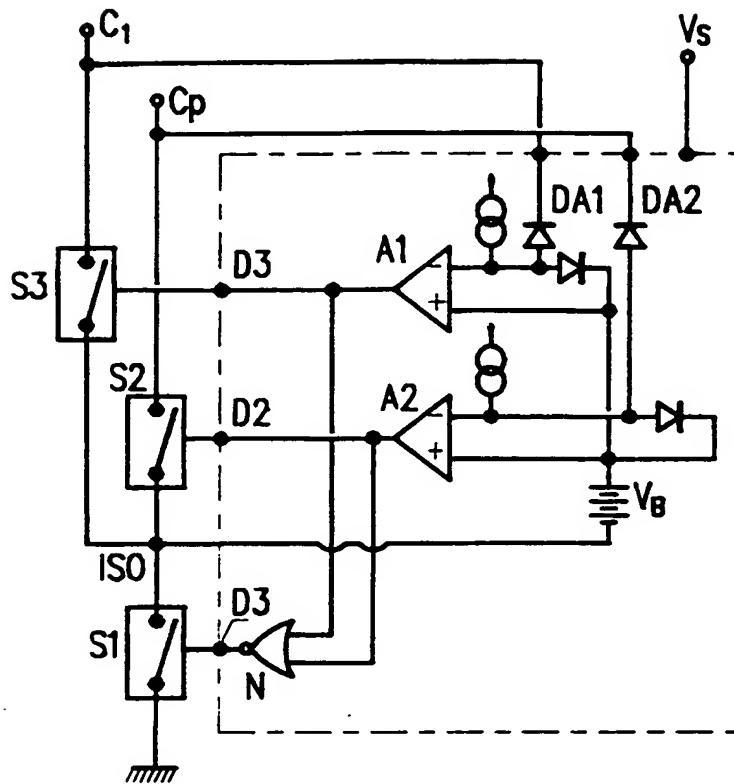 C1
Vs
Cp
DA1
DA2
D3
A1
-
+
S3
S2
D2
A2
-
+
VB
ISO
D3
S1
N